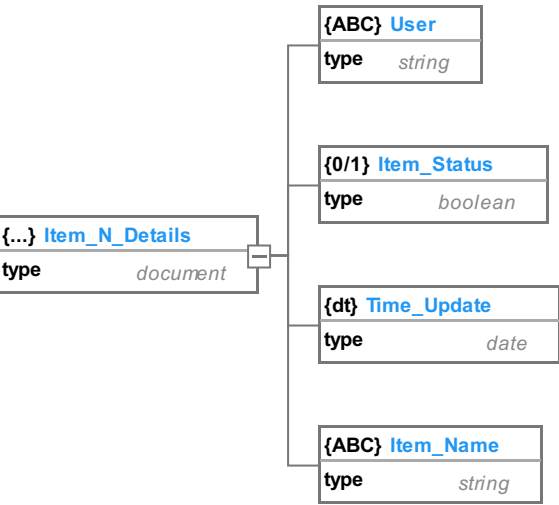 {ABC} User
type string
{0/1} Item_Status
type boolean
{...} Item_N_Details
type document
{dt} Time_Update
type date
{ABC} Item_Name
type string